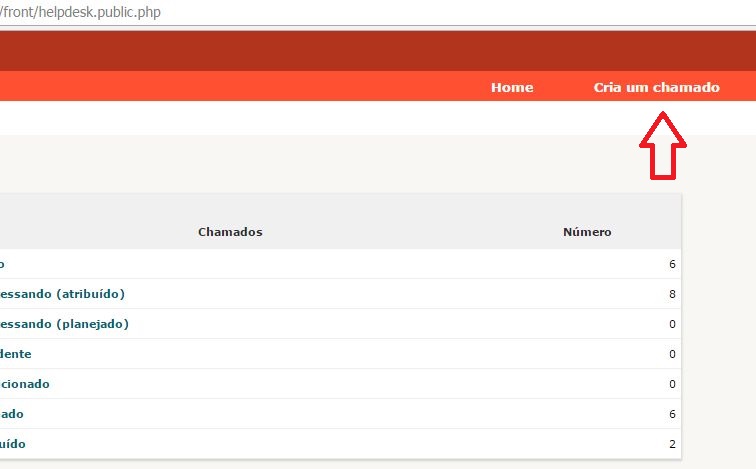 /front/helpdesk.public.php
Home Cria um chamado
Chamados Número
o 6
essando (atribuído) 8
essando (planejado) 0
dente 0
cionado 0
ado 6
uído 2